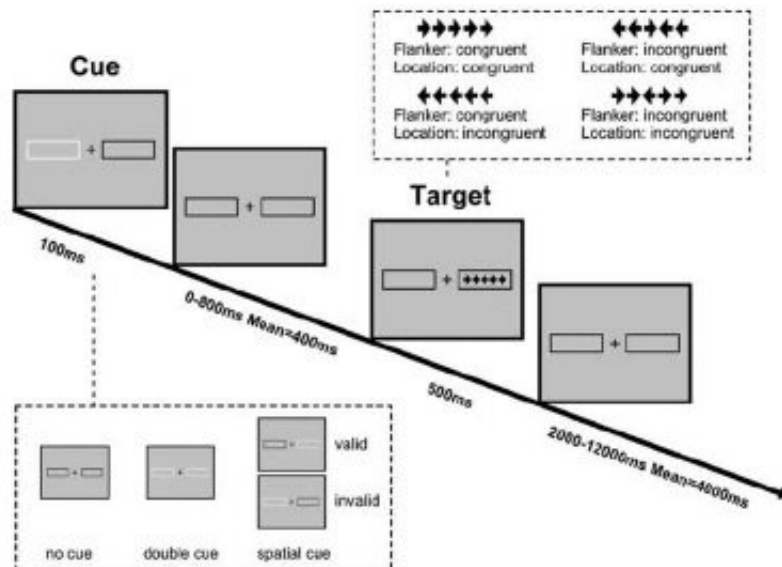 Flanker: congruent
Location: congruent
Flanker: incongruent
Location: congruent
Flanker: congruent
Location: incongruent
Flanker: incongruent
Location: incongruent
Cue
Target
100ms
0-800ms Mean=400ms
500ms
2000-12000ms Mean=4000ms
valid
invalid
no cue
double cue
spatial cue